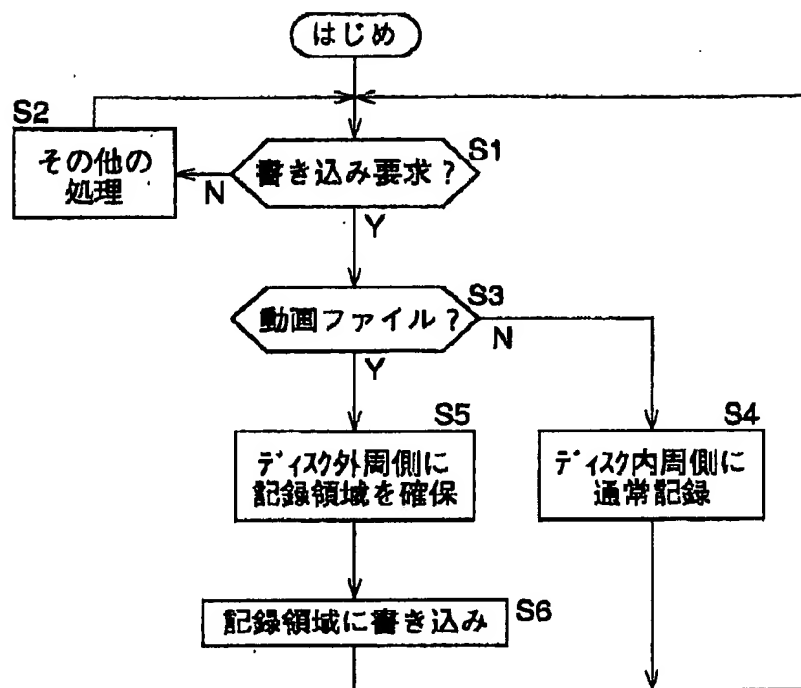 はじめ
S2
その他の
処理
S1
書き込み要求?
N
Y
S3
動画ファイル?
N
Y
S5
ディスク外周側に
記録領域を確保
S4
ディスク内周側に
通常記録
記録領域に書き込み
S6